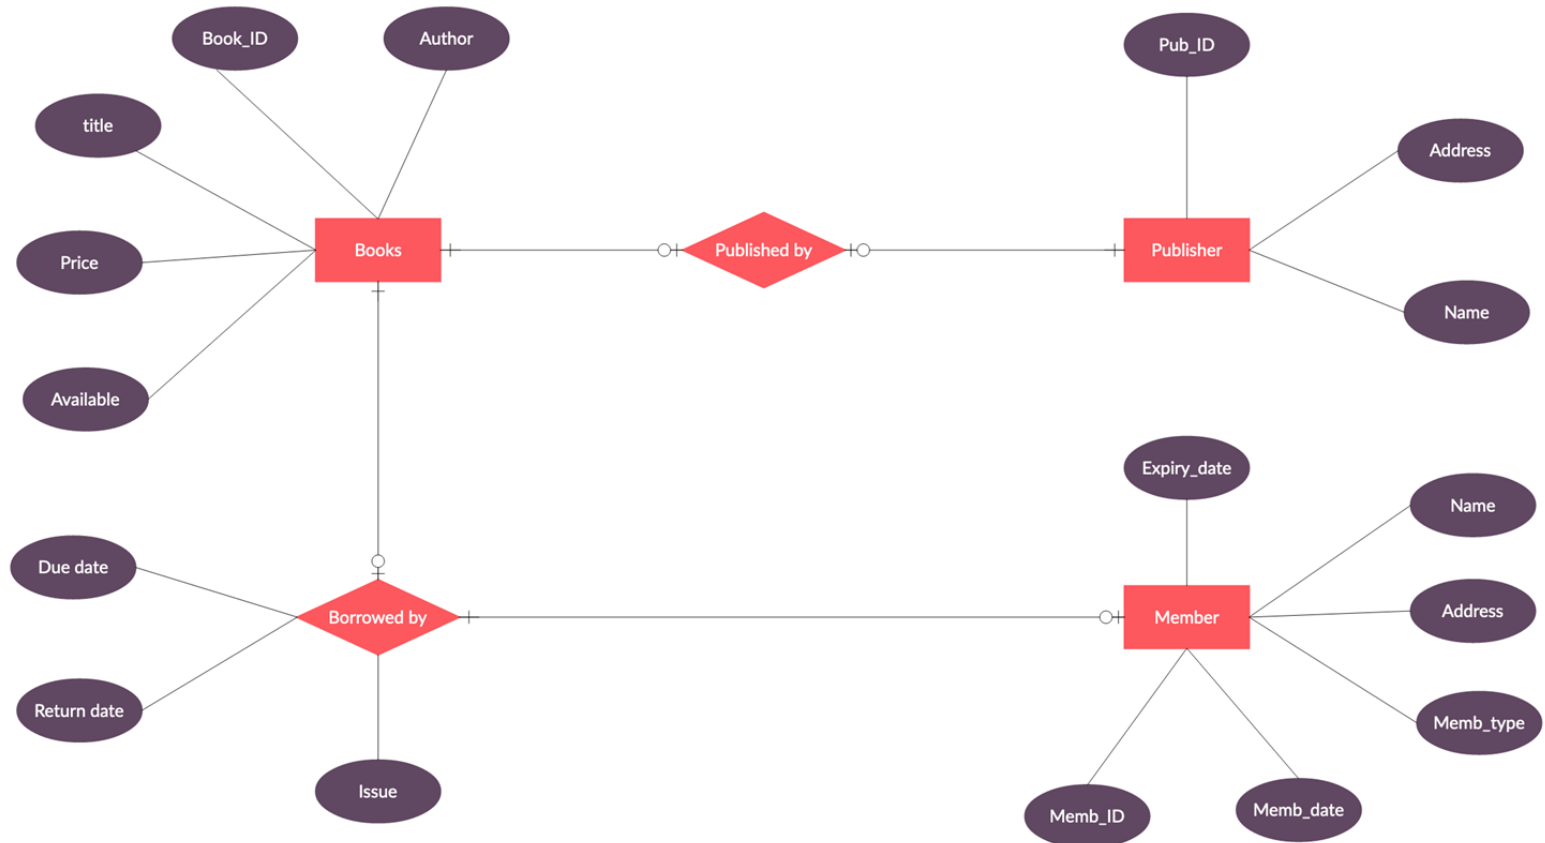 Book_ID
Author
Pub_ID
title
Address
Books
Published by
Publisher
Price
Name
Available
Expiry_date
Name
Due date
Borrowed by
Member
Address
Return date
Memb_type
Issue
Memb_ID
Memb_date